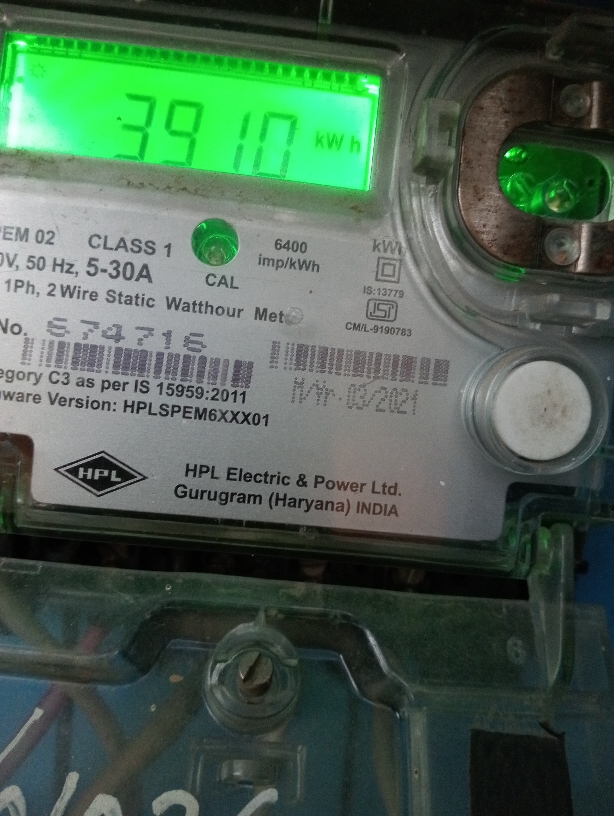 3910 kWh
PEM 02 CLASS 1 6400 imp/kWh
0V, 50 Hz, 5-30A CAL
1Ph, 2 Wire Static Watthour Mete
IS:13779
CM/L-9190783
No. 674716
egory C3 as per IS 15959:2011
M/Yr. 03/2021
ware Version: HPLSPEM6XXX01
HPL
HPL Electric & Power Ltd.
Gurugram (Haryana) INDIA